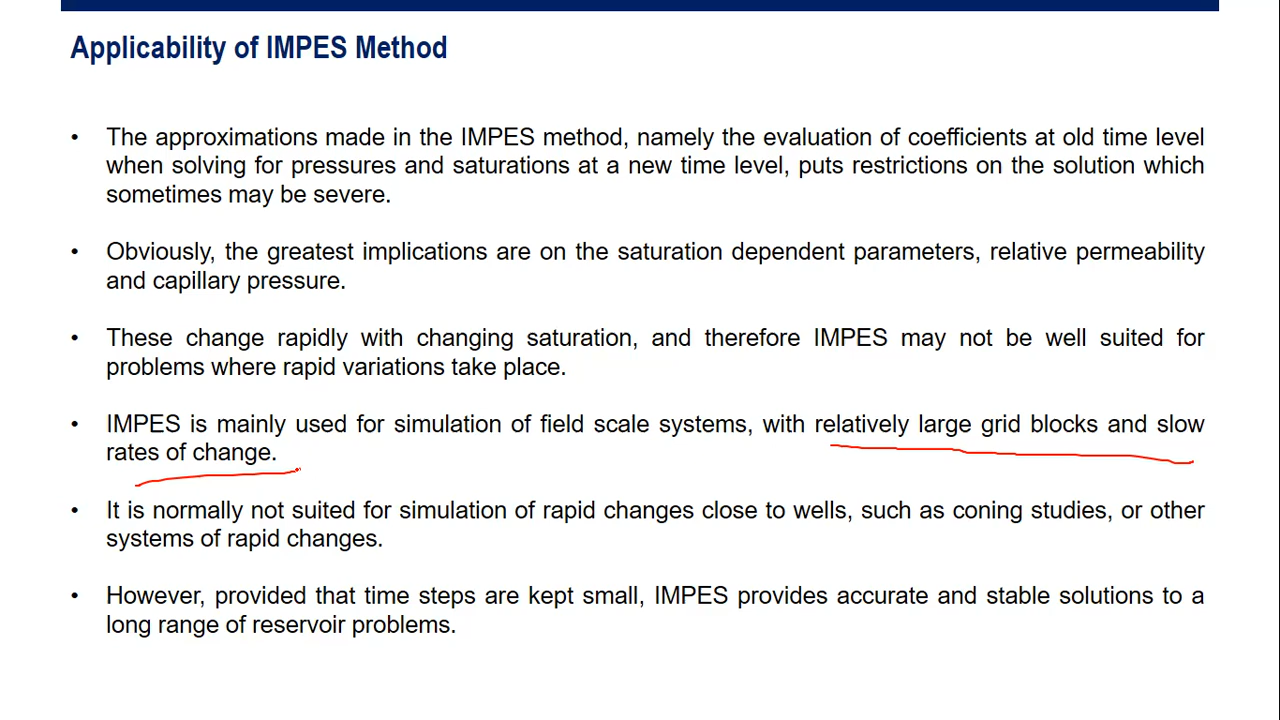 Applicability of IMPES Method
• The approximations made in the IMPES method, namely the evaluation of coefficients at old time level
when solving for pressures and saturations at a new time level, puts restrictions on the solution which
sometimes may be severe.
• Obviously, the greatest implications are on the saturation dependent parameters, relative permeability
and capillary pressure.
• These change rapidly with changing saturation, and therefore IMPES may not be well suited for
problems where rapid variations take place.
• IMPES is mainly used for simulation of field scale systems, with relatively large grid blocks and slow
rates of change.
• It is normally not suited for simulation of rapid changes close to wells, such as coning studies, or other
systems of rapid changes.
• However, provided that time steps are kept small, IMPES provides accurate and stable solutions to a
long range of reservoir problems.